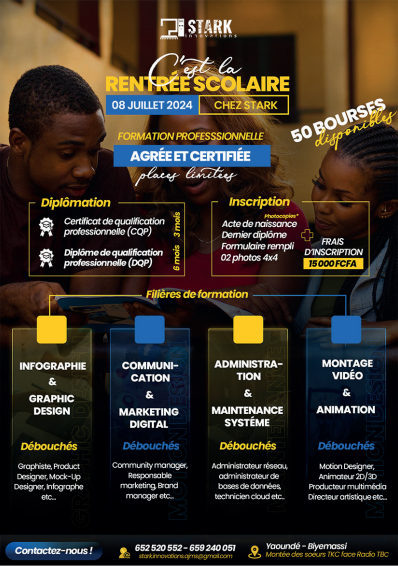 STARK
innovations
C'est la
RENTRÉE SCOLAIRE
08 JUILLET 2024 CHEZ STARK
50 BOURSES
disponibles
FORMATION PROFESSIONNELLE
AGRÉE ET CERTIFIÉE
places limitées
Diplômation
Certificat de qualification
professionnelle (CQP)
3 mois
Diplôme de qualification
professionnelle (DQP)
6 mois
Inscription
Photocopies*
Acte de naissance
Dernier diplôme
Formulaire rempli
02 photos 4x4
+
FRAIS
D'INSCRIPTION
15 000 FCFA
Filières de formation
INFOGRAPHIE
&
GRAPHIC
DESIGN
Débouchés
Graphiste, Product
Designer, Mock-Up
Designer, Infographe
etc...
COMMUNI-
CATION
&
MARKETING
DIGITAL
Débouchés
Community manager,
Responsable
marketing, Brand
manager etc...
ADMINISTRA-
TION
&
MAINTENANCE
SYSTÉME
Débouchés
Administrateur réseau,
administrateur de
bases de données,
technicien cloud etc...
MONTAGE
VIDÉO
&
ANIMATION
Débouchés
Motion Designer,
Animateur 2D/3D
Producteur multimédia
Directeur artistique etc...
Contactez-nous !
652 520 552 - 659 240 051
starkinnovations.ajms@gmail.com
Yaoundé - Biyemassi
Montée des soeurs TKC face Radio TBC